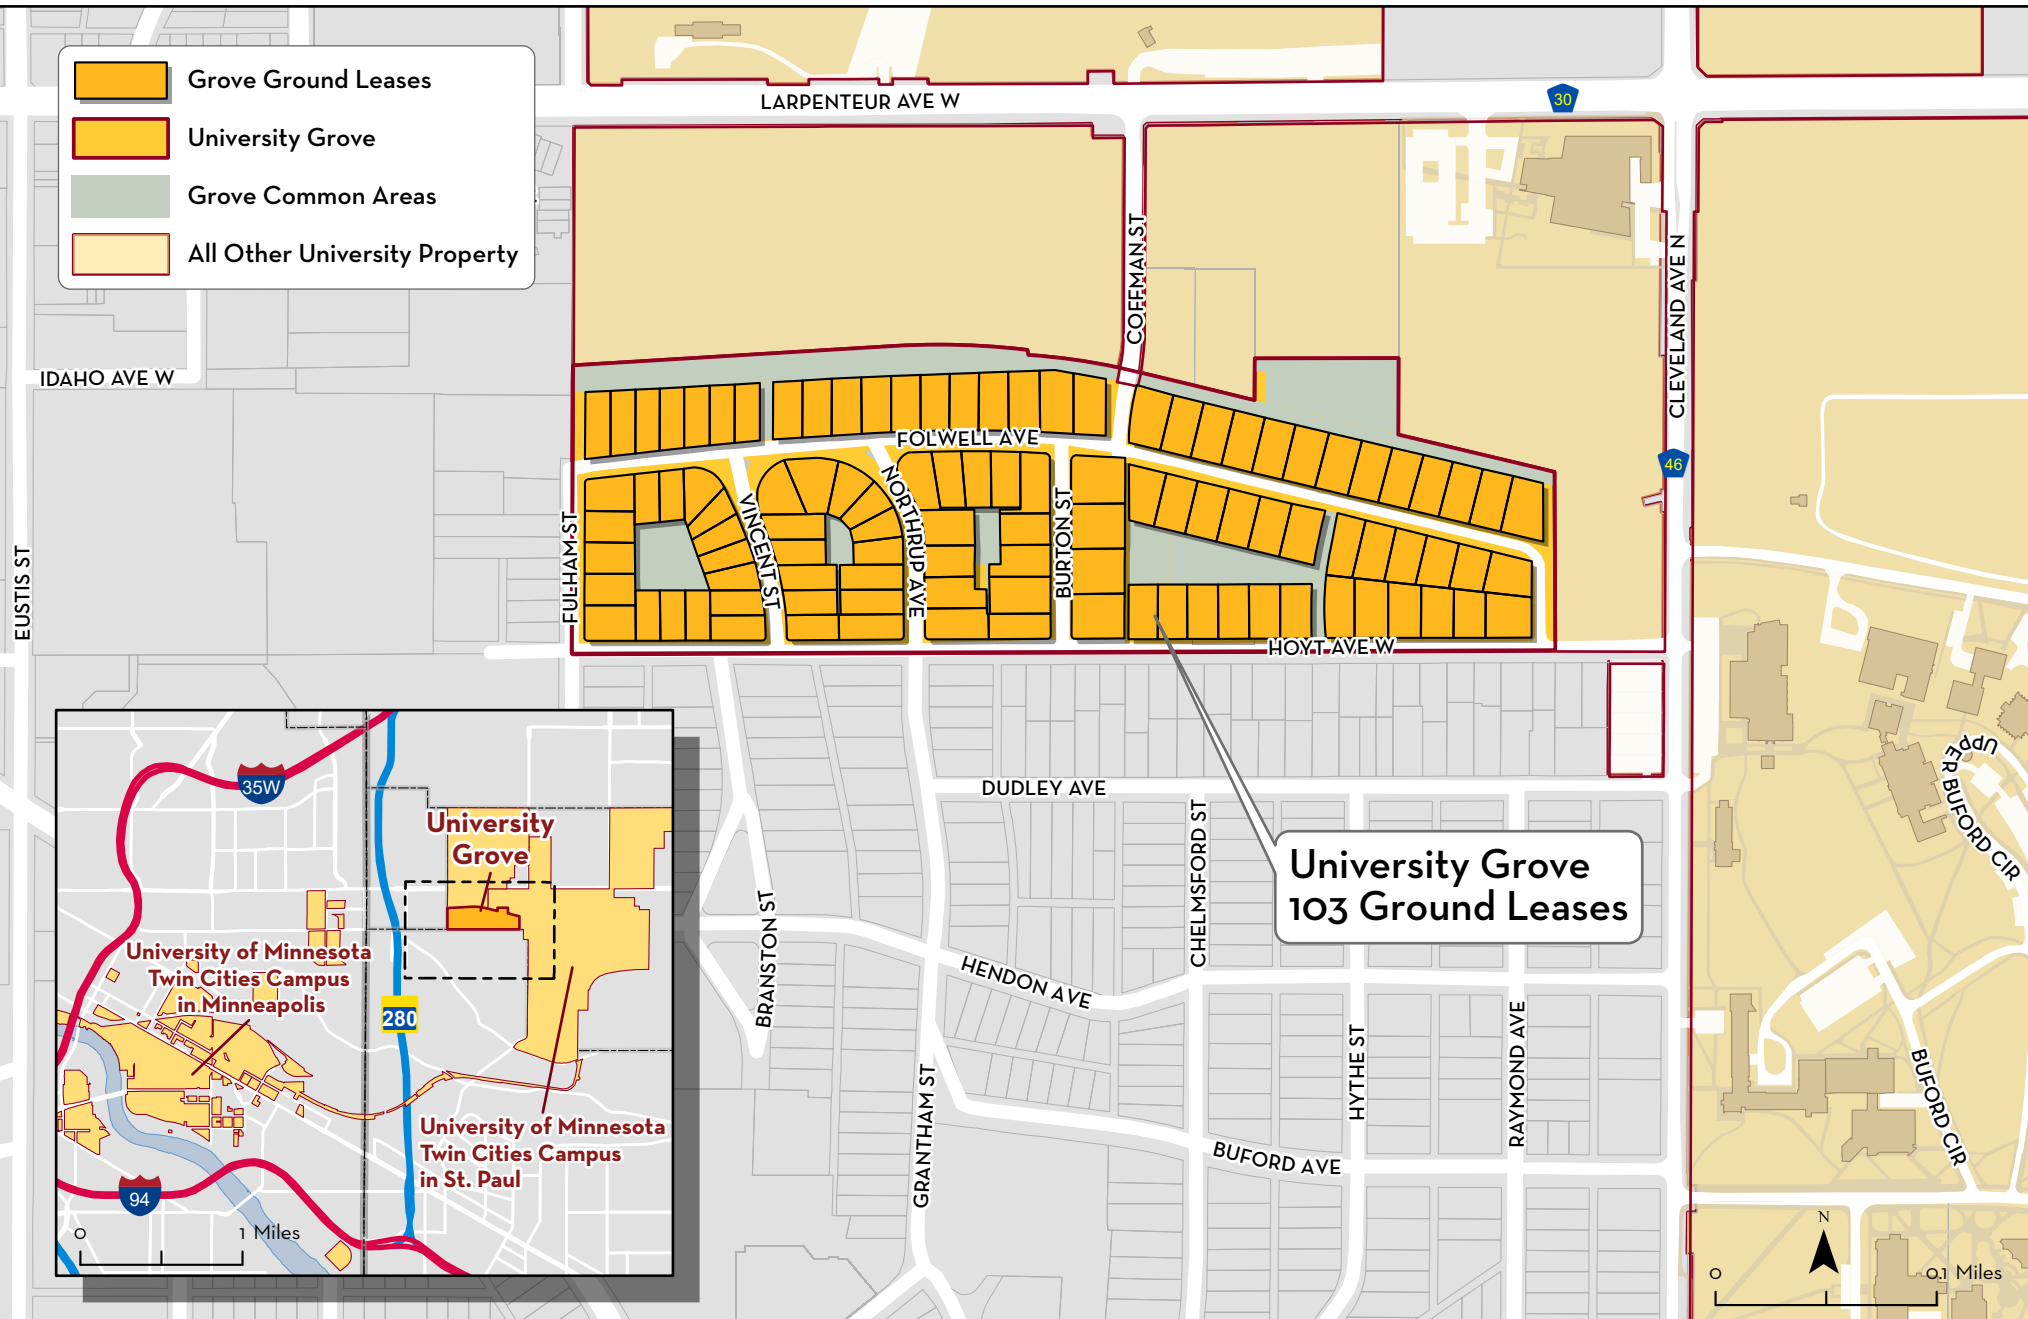 Grove Ground Leases
University Grove
Grove Common Areas
All Other University Property
LARPENTEUR AVE W
30
COFFMAN ST
CLEVELAND AVE N
IDAHO AVE W
46
FOLWELL AVE
EUSTIS ST
FULHAM ST
VINCENT ST
NORTHRUP AVE
BURTON ST
HOYT AVE W
UPPER BUFORD CIR
DUDLEY AVE
CHELMSFORD ST
University Grove
103 Ground Leases
BRANSTON ST
HENDON AVE
GRANTHAM ST
HYTHE ST
RAYMOND AVE
BUFORD AVE
BUFORD CIR
35W
University
Grove
University of Minnesota
Twin Cities Campus
in Minneapolis
280
University of Minnesota
Twin Cities Campus
in St. Paul
94
0 1 Miles
N
0 0.1 Miles